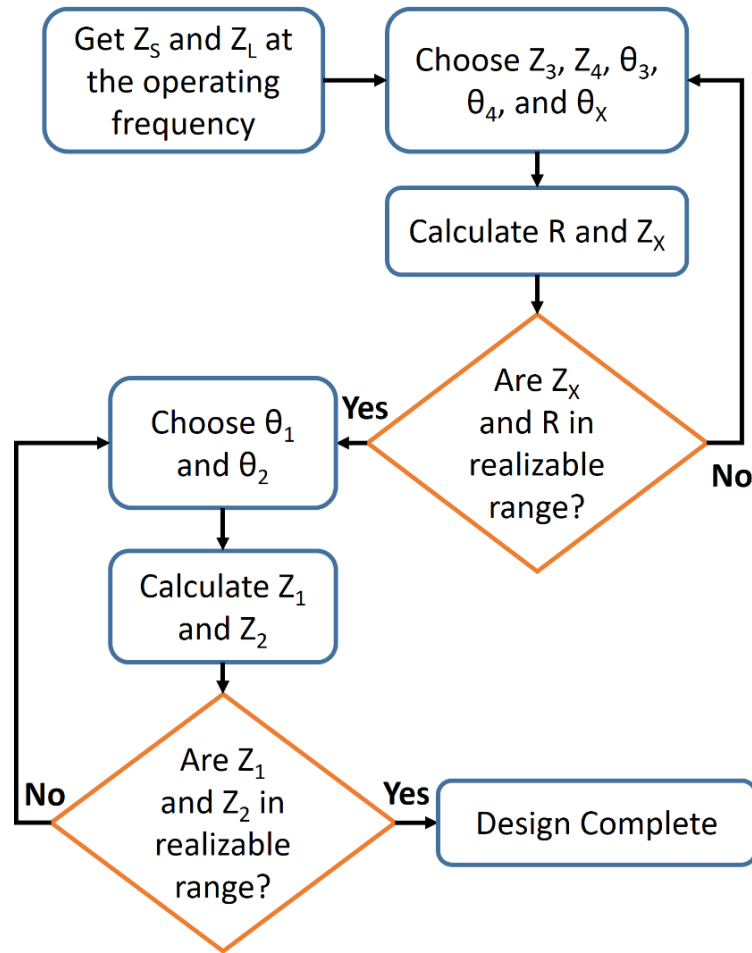 Get Z_S and Z_L at
the operating
frequency
Choose Z_3, Z_4, θ_3,
θ_4, and θ_X
Calculate R and Z_X
Are Z_X
and R in
realizable
range?
Yes
No
Choose θ_1
and θ_2
Calculate Z_1
and Z_2
Are Z_1
and Z_2 in
realizable
range?
No
Yes
Design Complete